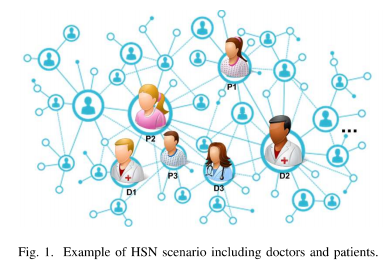 P1
P2
...
D1
P3
D3
D2
Fig. 1. Example of HSN scenario including doctors and patients.